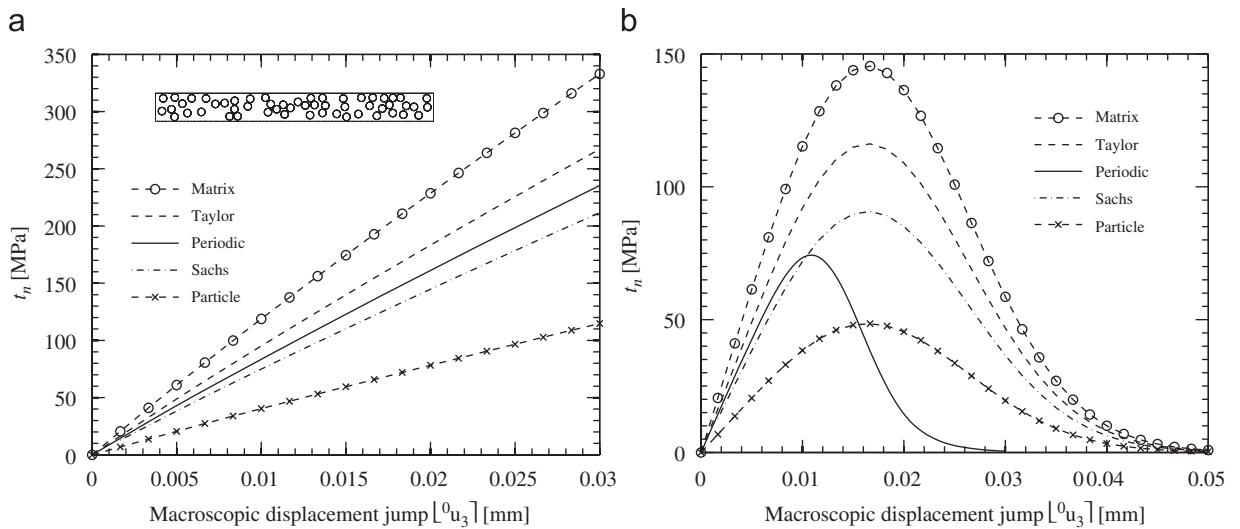 a
350
300
250
200
150
100
50
0
t_n [MPa]
Matrix
Taylor
Periodic
Sachs
Particle
0 0.005 0.01 0.015 0.02 0.025 0.03
Macroscopic displacement jump ⌊⁰u₃⌉ [mm]
b
150
100
50
0
t_n [MPa]
Matrix
Taylor
Periodic
Sachs
Particle
0 0.01 0.02 0.03 00.04 0.05
Macroscopic displacement jump ⌊⁰u₃⌉ [mm]